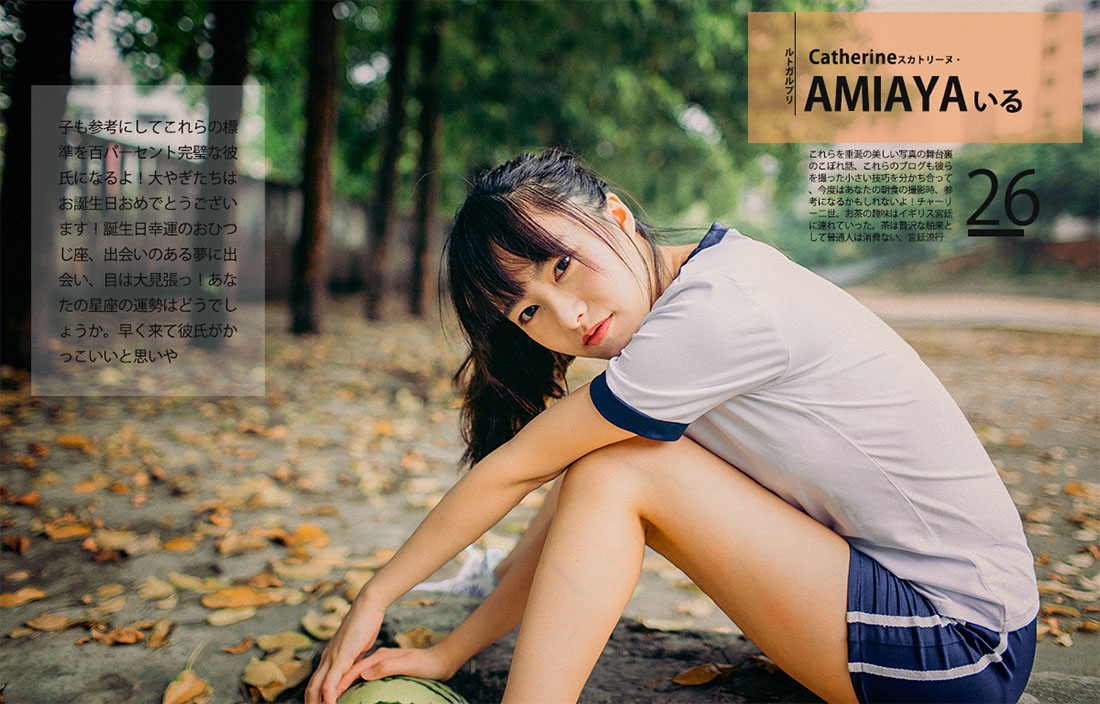 子も参考にしてこれらの標
準を百パーセント完璧な彼
氏になるよ！大やぎたちは
お誕生日おめでとうござい
ます！誕生日幸運のおひつ
じ座、出会いのある夢に出
会い、目は大見張っ！あな
たの星座の運勢はどうでし
ょうか。早く来て彼氏がか
っこいいと思いや
ルトガルプリ
Catherineスカトリーヌ・
AMIAYAいる
これらを垂涎の美しい写真の舞台裏
のこぼれ話、これらのブログも彼ら
を撮った小さい技巧を分かち合って
、今度はあなたの朝食の撮影時、参
考になるかもしれないよ！チャーリ
ー二世、お茶の趣味はイギリス宮廷
に連れていった。茶は贅沢な舶来と
して普通人は消費ない、宮廷流行
26